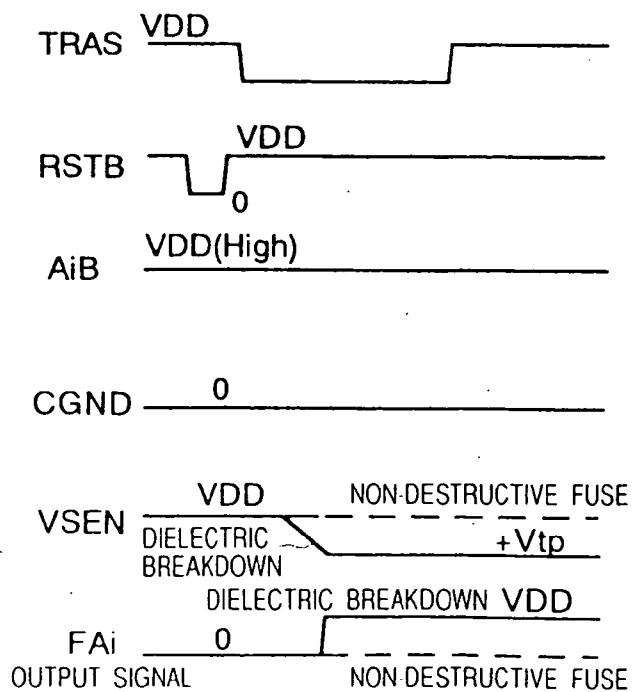 VDD
TRAS
VDD
RSTB
0
VDD(High)
AiB
0
CGND
VDD NON-DESTRUCTIVE FUSE
VSEN
DIELECTRIC +Vtp
BREAKDOWN
DIELECTRIC BREAKDOWN VDD
FAi 0
OUTPUT SIGNAL NON-DESTRUCTIVE FUSE